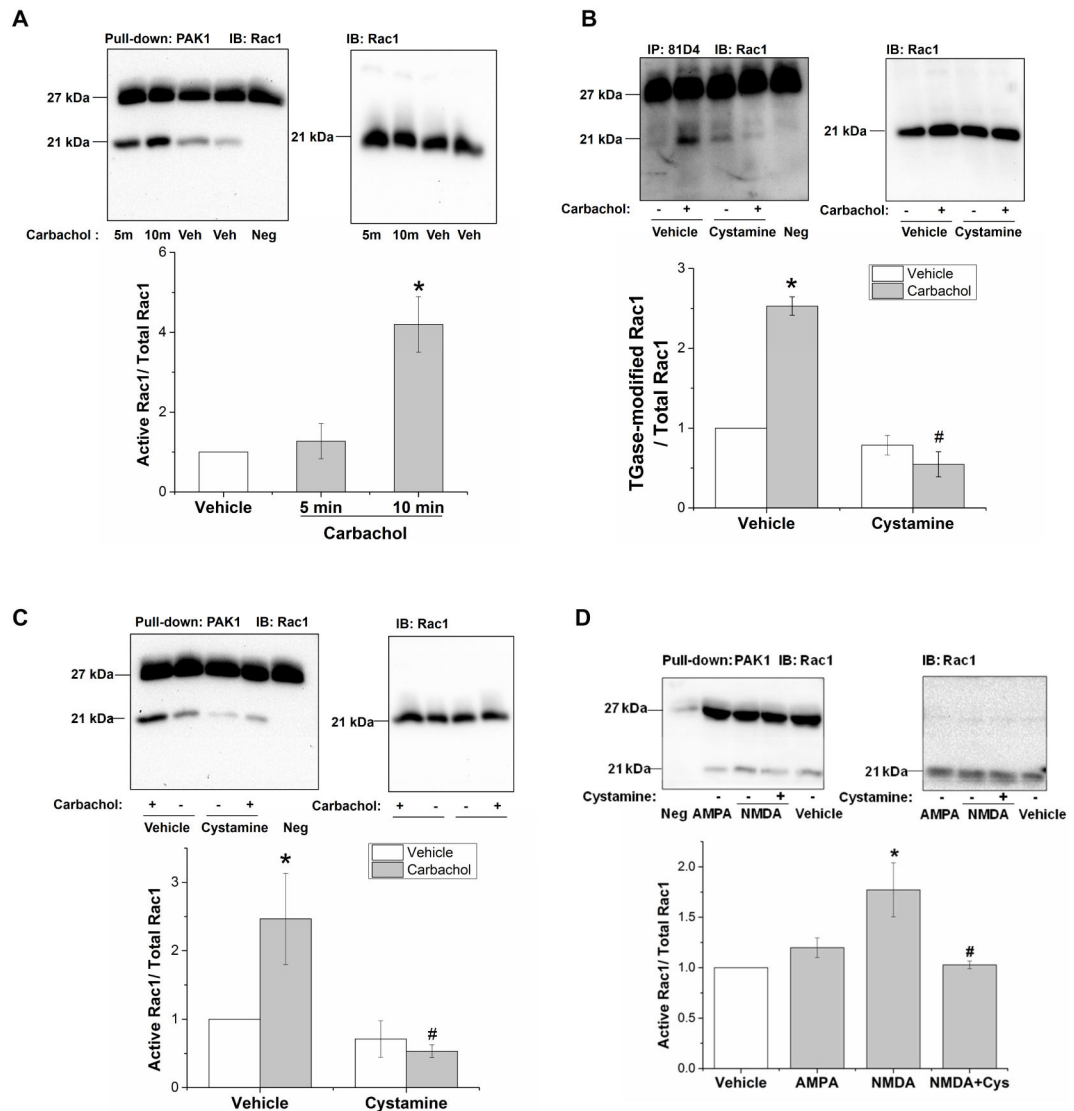 A
Pull-down: PAK1 IB: Rac1
IB: Rac1
27 kDa
21 kDa
21 kDa
Carbachol : 5m 10m Veh Veh Neg
5m 10m Veh Veh
Active Rac1/ Total Rac1
6
4
2
0
Vehicle
5 min
10 min
Carbachol
*
B
IP: 81D4 IB: Rac1
IB: Rac1
27 kDa
21 kDa
21 kDa
Carbachol: - + - +
Vehicle Cystamine Neg
Carbachol: - + - +
Vehicle Cystamine
TGase-modified Rac1
/ Total Rac1
3
2
1
0
Vehicle
Carbachol
*
#
Vehicle
Cystamine
C
Pull-down: PAK1 IB: Rac1
IB: Rac1
27 kDa
21 kDa
21 kDa
Carbachol: + - - +
Vehicle Cystamine Neg
Carbachol: + - - +
Active Rac1/ Total Rac1
3
2
1
0
Vehicle
Carbachol
*
#
Vehicle
Cystamine
D
Pull-down: PAK1 IB: Rac1
IB: Rac1
27 kDa
21 kDa
21 kDa
Cystamine: - - + -
Neg AMPA NMDA Vehicle
Cystamine: - - + -
AMPA NMDA Vehicle
Active Rac1/ Total Rac1
2.0
1.5
1.0
0.5
0.0
*
#
Vehicle
AMPA
NMDA
NMDA+Cys